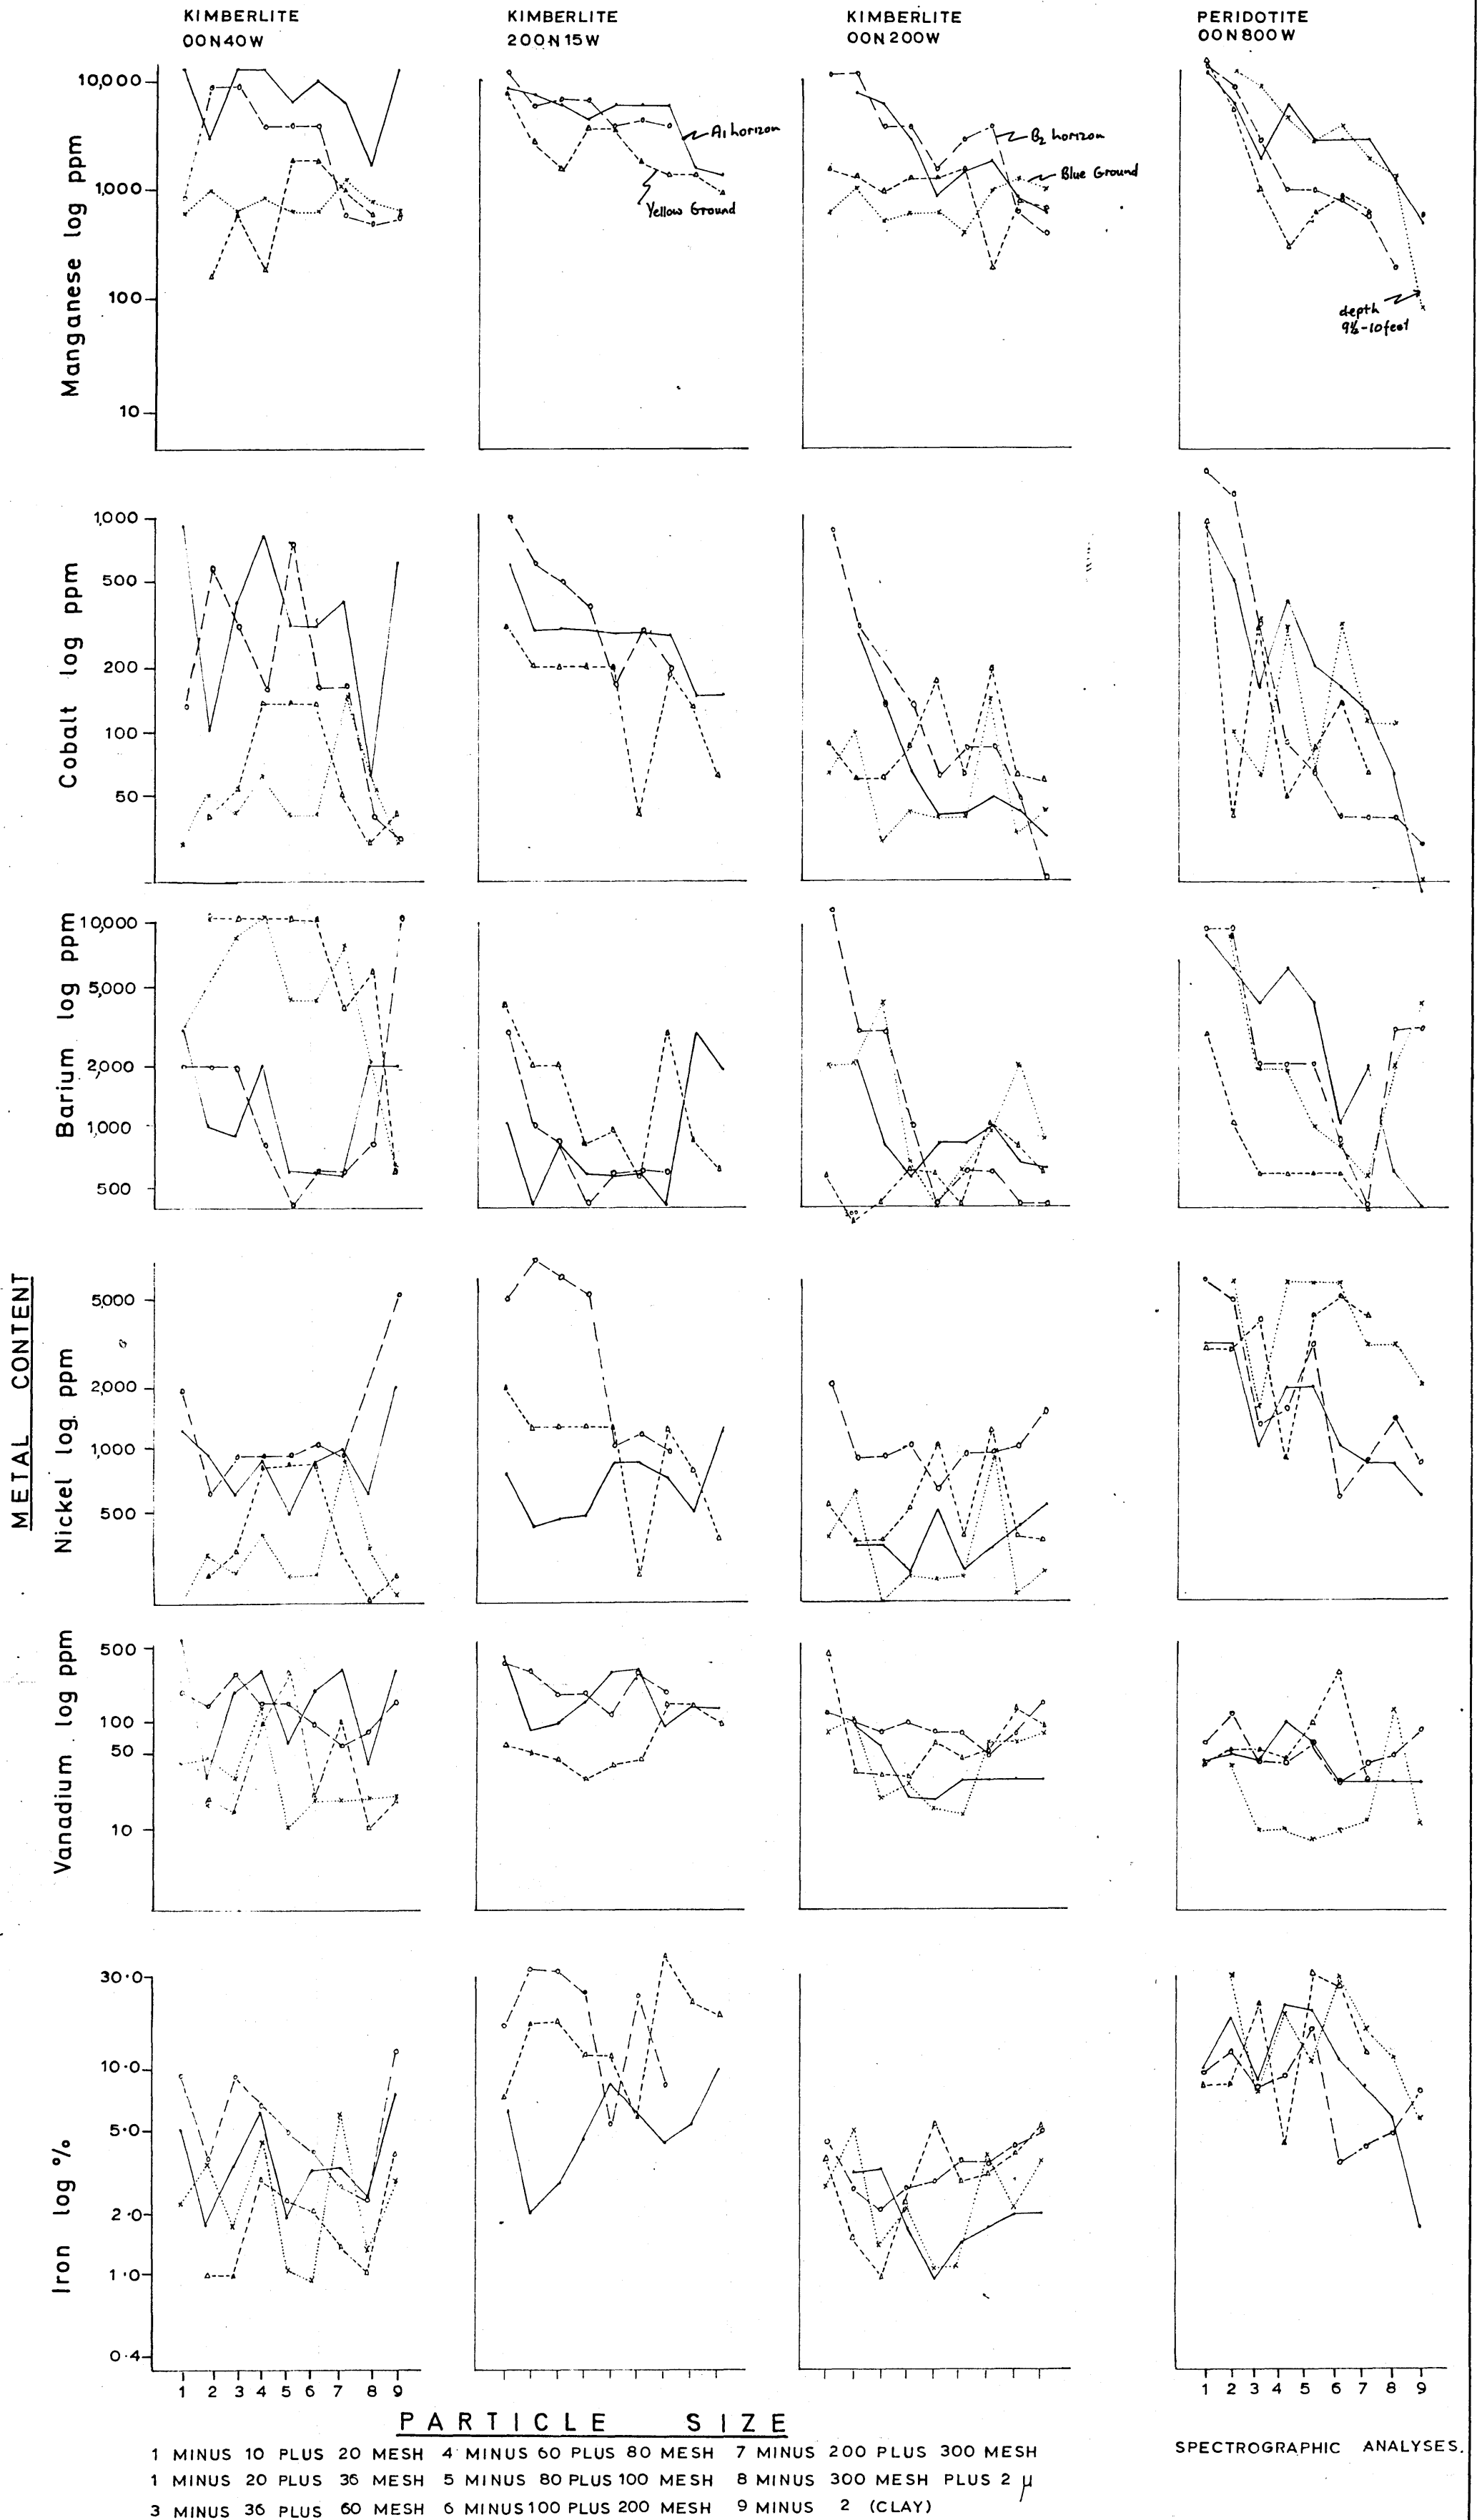 KIMBERLITE
00N40W
KIMBERLITE
200N15W
KIMBERLITE
00N200W
PERIDOTITE
00N800W
Manganese log ppm
10,000
1,000
100
10
A1 horizon
Yellow Ground
B2 horizon
Blue Ground
depth
9½-10feet
Cobalt log ppm
1,000
500
200
100
50
Barium log ppm
10,000
5,000
2,000
1,000
500
METAL CONTENT
Nickel log. ppm
5,000
2,000
1,000
500
Vanadium . log ppm
500
100
50
10
Iron log %
30·0
10·0
5·0
2·0
1·0
0·4
1 2 3 4 5 6 7 8 9
1 2 3 4 5 6 7 8 9
PARTICLE SIZE
1 MINUS 10 PLUS 20 MESH 4 MINUS 60 PLUS 80 MESH 7 MINUS 200 PLUS 300 MESH
1 MINUS 20 PLUS 36 MESH 5 MINUS 80 PLUS 100 MESH 8 MINUS 300 MESH PLUS 2 μ
3 MINUS 36 PLUS 60 MESH 6 MINUS 100 PLUS 200 MESH 9 MINUS 2 (CLAY)
SPECTROGRAPHIC ANALYSES.